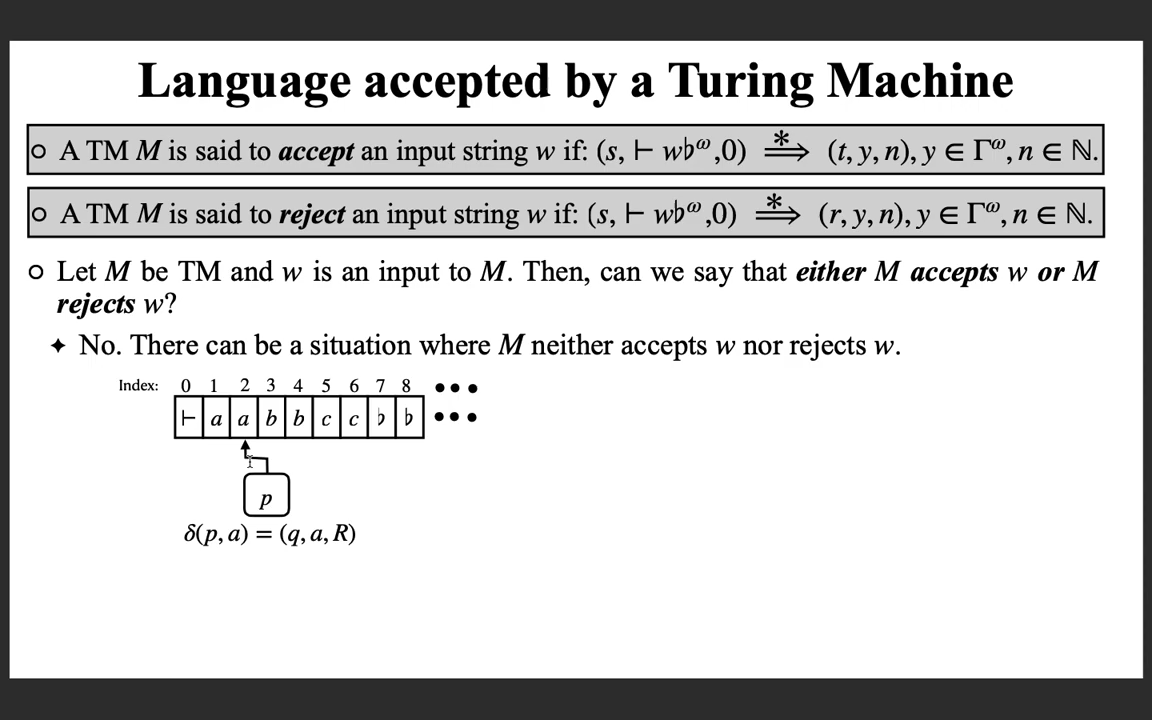 Language accepted by a Turing Machine
A TM M is said to accept an input string w if: (s, ⊢ w♭^ω ,0) ⟹* (t, y, n), y ∈ Γ^ω, n ∈ ℕ.
A TM M is said to reject an input string w if: (s, ⊢ w♭^ω ,0) ⟹* (r, y, n), y ∈ Γ^ω, n ∈ ℕ.
Let M be TM and w is an input to M. Then, can we say that either M accepts w or M
rejects w?
No. There can be a situation where M neither accepts w nor rejects w.
Index: 0 1 2 3 4 5 6 7 8 •••
⊢ a a b b c c ♭ ♭ •••
p
δ(p, a) = (q, a, R)